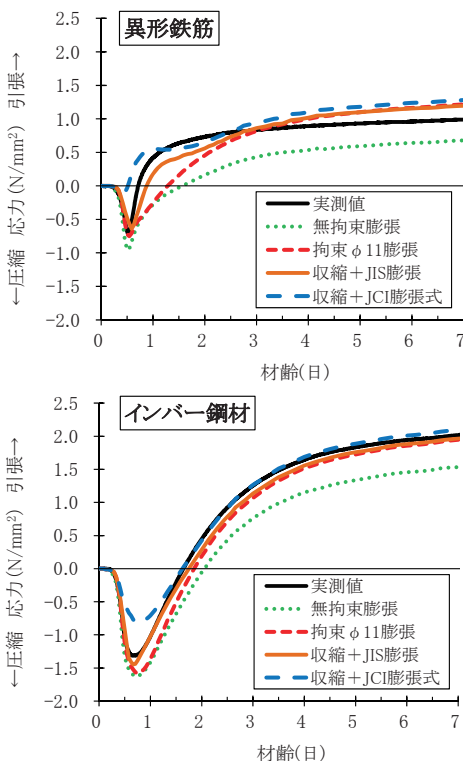 異形鉄筋
←圧縮 応力(N/mm²) 引張→
2.5
2.0
1.5
1.0
0.5
0.0
-0.5
-1.0
-1.5
-2.0
実測値
無拘束膨張
拘束φ11膨張
収縮+JIS膨張
収縮+JCI膨張式
0 1 2 3 4 5 6 7
材齢(日)
インバー鋼材
←圧縮 応力(N/mm²) 引張→
2.5
2.0
1.5
1.0
0.5
0.0
-0.5
-1.0
-1.5
-2.0
実測値
無拘束膨張
拘束φ11膨張
収縮+JIS膨張
収縮+JCI膨張式
0 1 2 3 4 5 6 7
材齢(日)